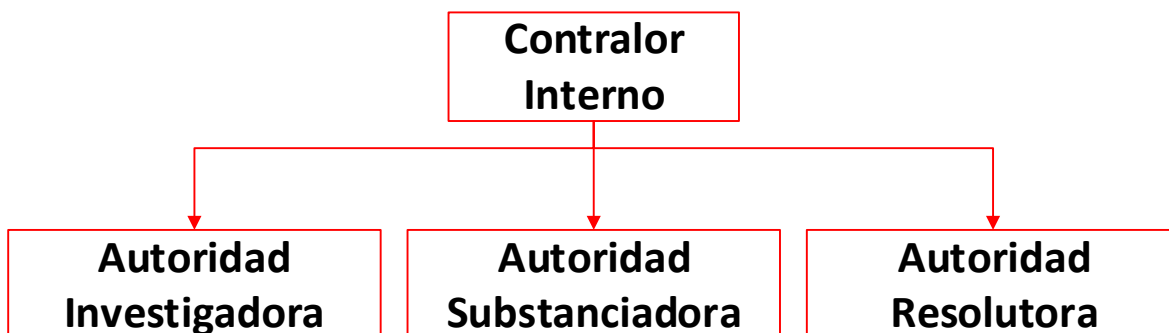 Contralor
Interno
Autoridad
Investigadora
Autoridad
Substanciadora
Autoridad
Resolutora